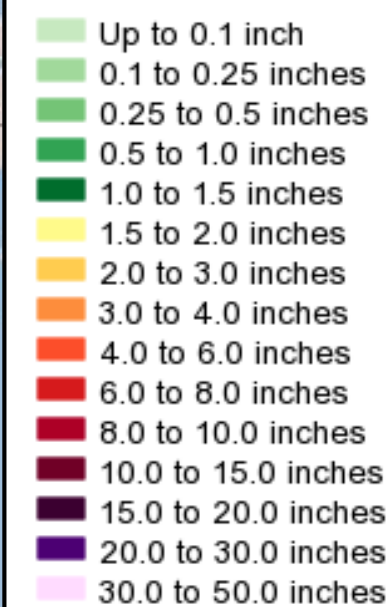 Up to 0.1 inch
0.1 to 0.25 inches
0.25 to 0.5 inches
0.5 to 1.0 inches
1.0 to 1.5 inches
1.5 to 2.0 inches
2.0 to 3.0 inches
3.0 to 4.0 inches
4.0 to 6.0 inches
6.0 to 8.0 inches
8.0 to 10.0 inches
10.0 to 15.0 inches
15.0 to 20.0 inches
20.0 to 30.0 inches
30.0 to 50.0 inches